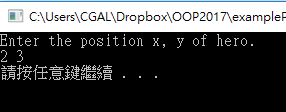 C:\Users\CGAL\Dropbox\OOP2017\exampleP
Enter the position x, y of hero.
2 3
請按任意鍵繼續 . . .